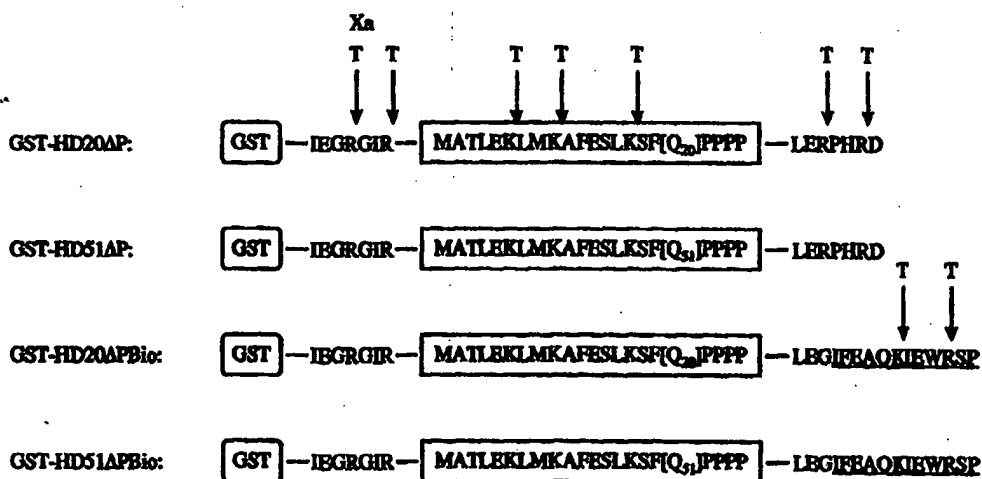 Xa
T T T T T T T
GST-HD20ΔP: GST IEGRGIR MATLEKLMKAFESLKSF[Q20]PPPP LERPHRD
GST-HD51ΔP: GST IEGRGIR MATLEKLMKAFESLKSF[Q51]PPPP LERPHRD
T T
GST-HD20ΔPBio: GST IEGRGIR MATLEKLMKAFESLKSF[Q20]PPPP LEGIFEAQKIEWRSP
GST-HD51ΔPBio: GST IEGRGIR MATLEKLMKAFESLKSF[Q51]PPPP LEGIFEAQKIEWRSP